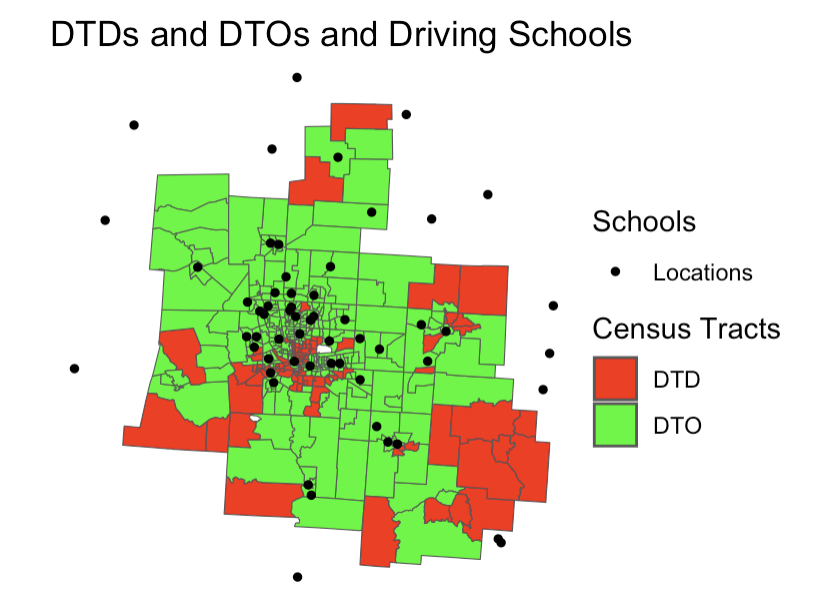 DTDs and DTOs and Driving Schools
Schools
Locations
Census Tracts
DTD
DTO